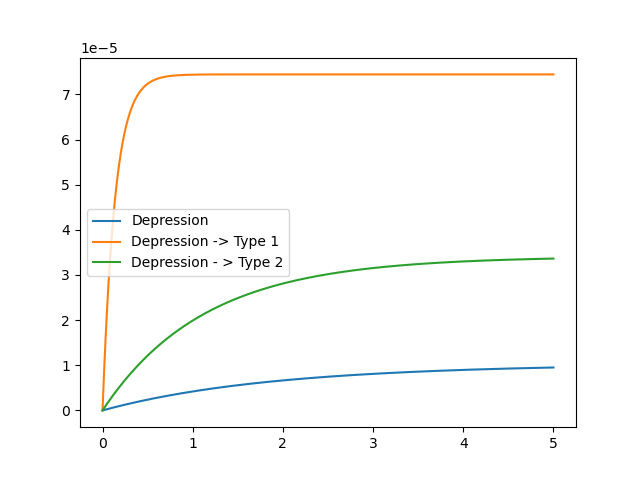 1e−5
7
6
5
4
3
2
1
0
Depression
Depression -> Type 1
Depression - > Type 2
0 1 2 3 4 5